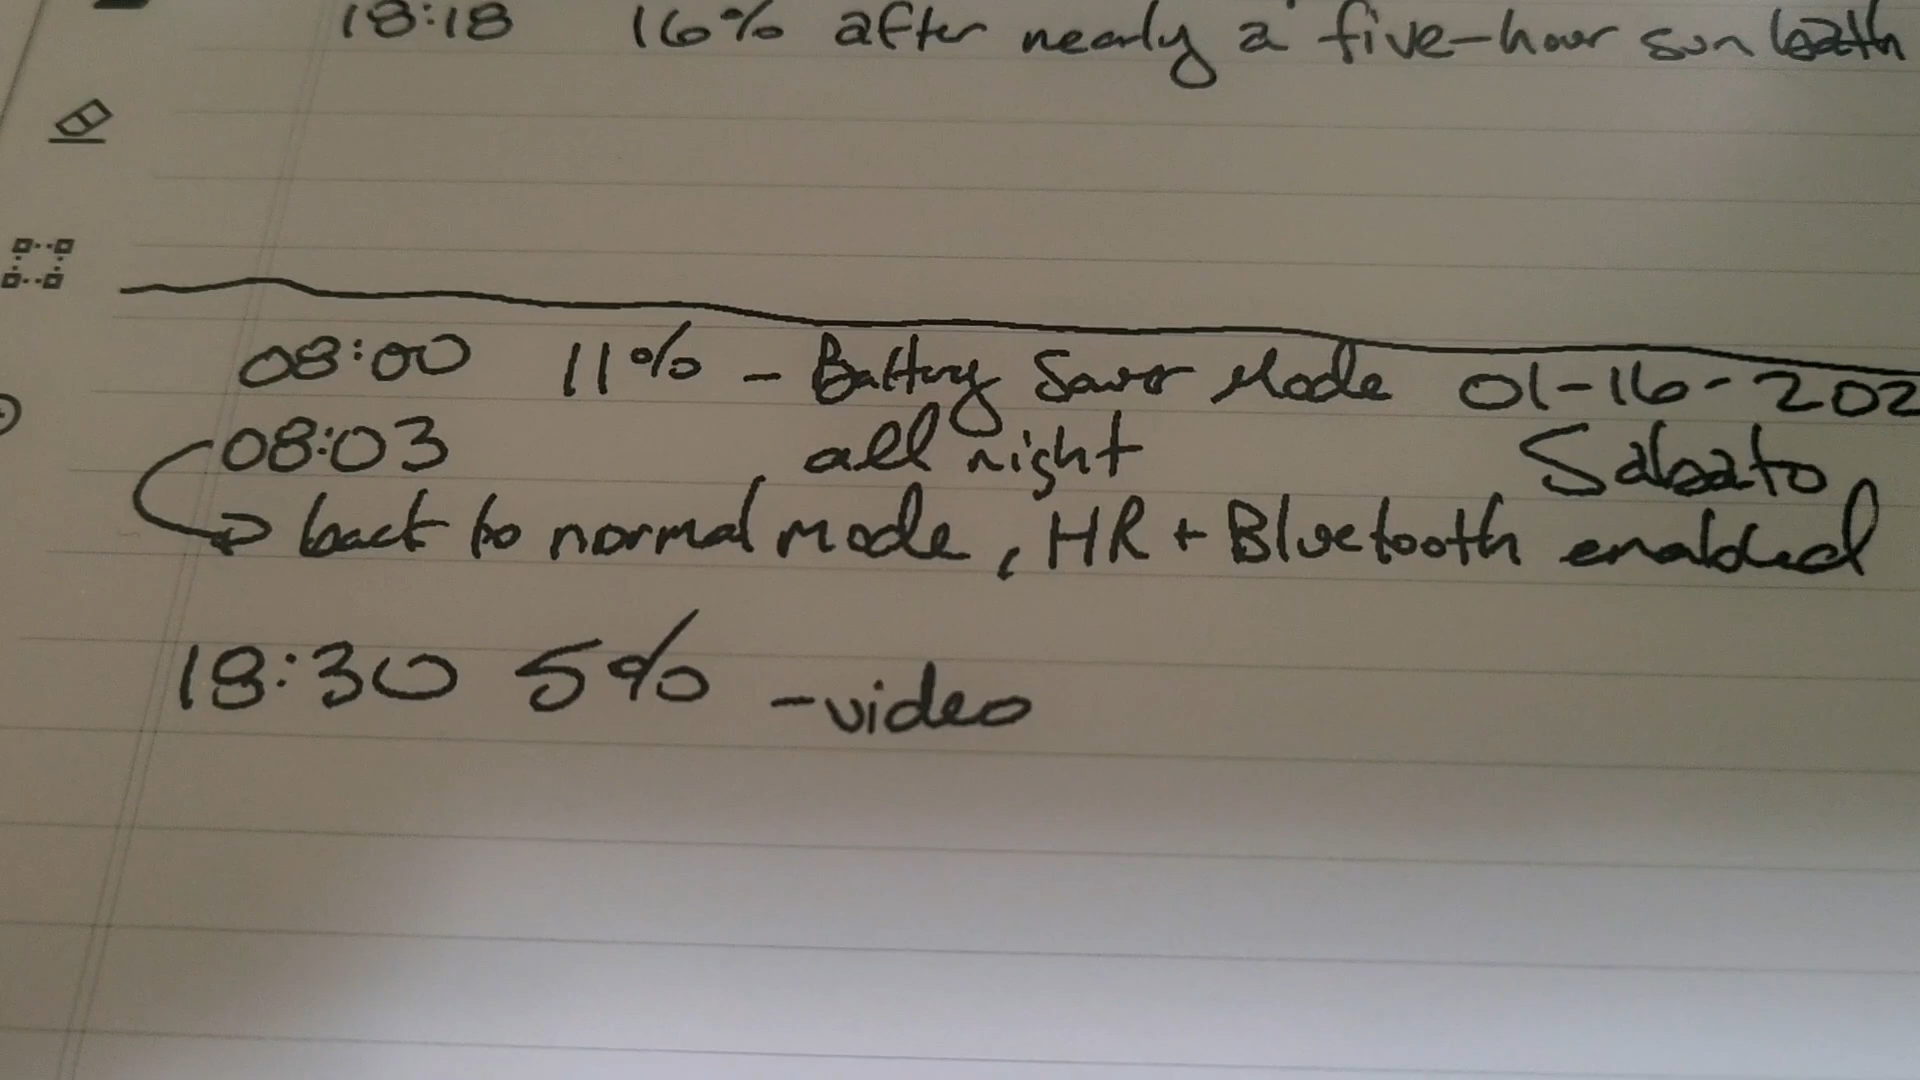 18:18 16% after nearly a five-hour sun bath
08:00 11% - Battery Saver Mode 01-16-202
08:03 all night Sabato
back to normal mode, HR + Bluetooth enabled
18:30 5% - video